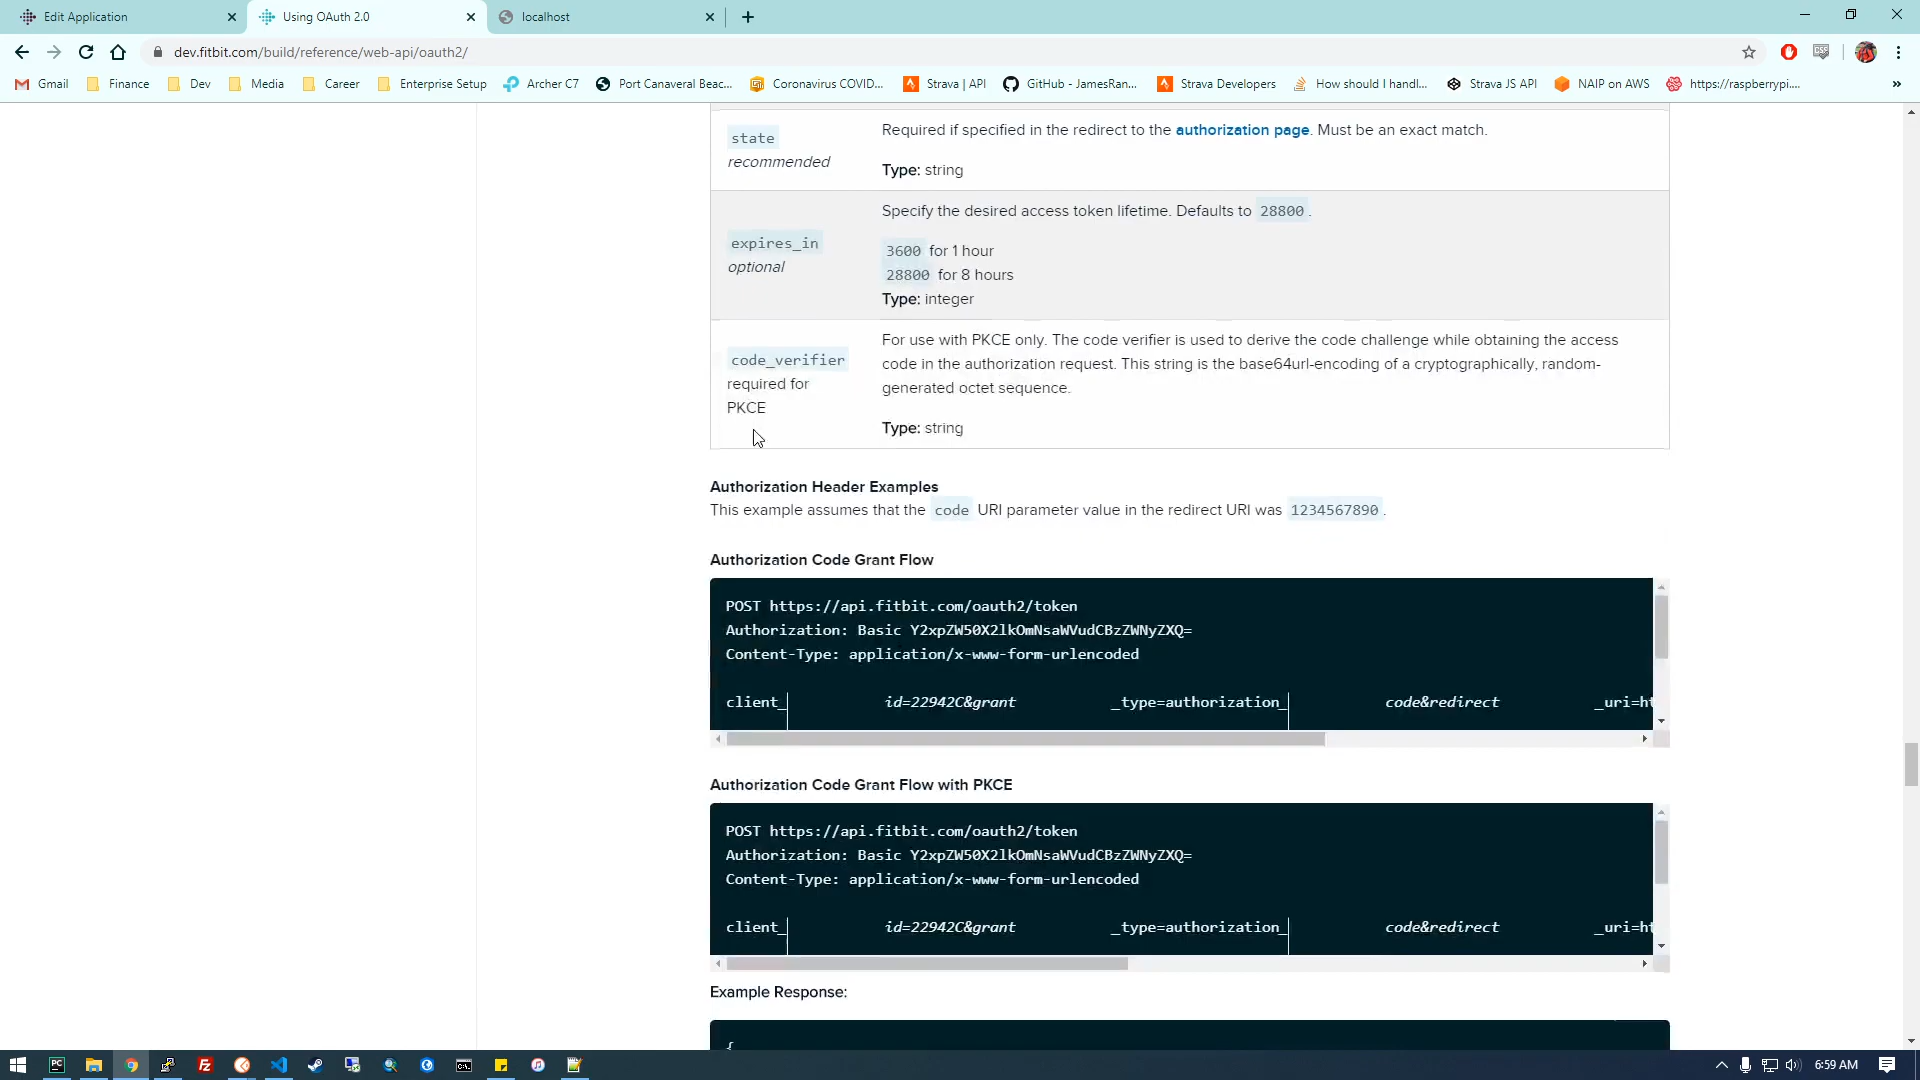 Edit Application
Using OAuth 2.0
localhost
dev.fitbit.com/build/reference/web-api/oauth2/
Gmail
Finance
Dev
Media
Career
Enterprise Setup
Archer C7
Port Canaveral Beac...
Coronavirus COVID...
Strava | API
GitHub - JamesRan...
Strava Developers
How should I handl...
Strava JS API
NAIP on AWS
https://raspberrypi....
»
state
recommended
Required if specified in the redirect to the authorization page. Must be an exact match.
Type: string
expires_in
optional
Specify the desired access token lifetime. Defaults to 28800.
3600 for 1 hour
28800 for 8 hours
Type: integer
code_verifier
required for
PKCE
For use with PKCE only. The code verifier is used to derive the code challenge while obtaining the access
code in the authorization request. This string is the base64url-encoding of a cryptographically, random-
generated octet sequence.
Type: string
Authorization Header Examples
This example assumes that the code URI parameter value in the redirect URI was 1234567890.
Authorization Code Grant Flow
POST https://api.fitbit.com/oauth2/token
Authorization: Basic Y2xpZW50X2lkOmNsaWVudCBzZWNyZXQ=
Content-Type: application/x-www-form-urlencoded
client_ id=22942C&grant _type=authorization_ code&redirect _uri=ht
Authorization Code Grant Flow with PKCE
POST https://api.fitbit.com/oauth2/token
Authorization: Basic Y2xpZW50X2lkOmNsaWVudCBzZWNyZXQ=
Content-Type: application/x-www-form-urlencoded
client_ id=22942C&grant _type=authorization_ code&redirect _uri=ht
Example Response:
{
6:59 AM